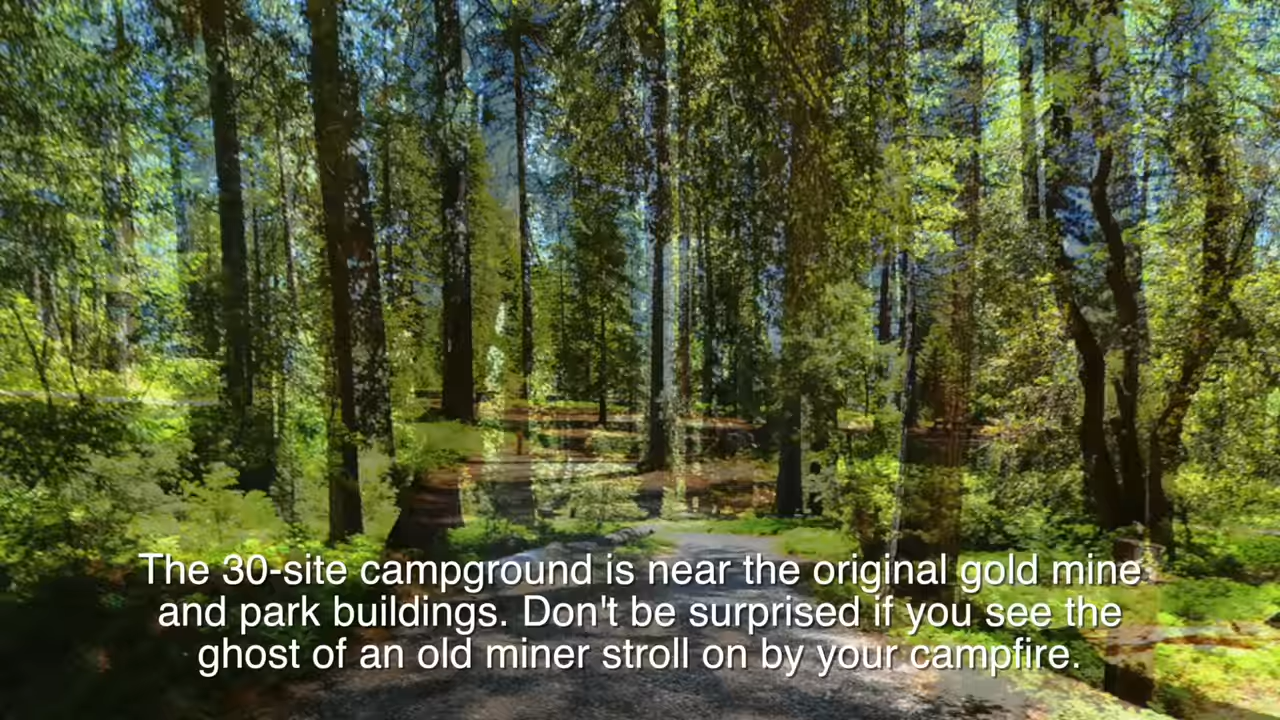 The 30-site campground is near the original gold mine
and park buildings. Don't be surprised if you see the
ghost of an old miner stroll on by your campfire.